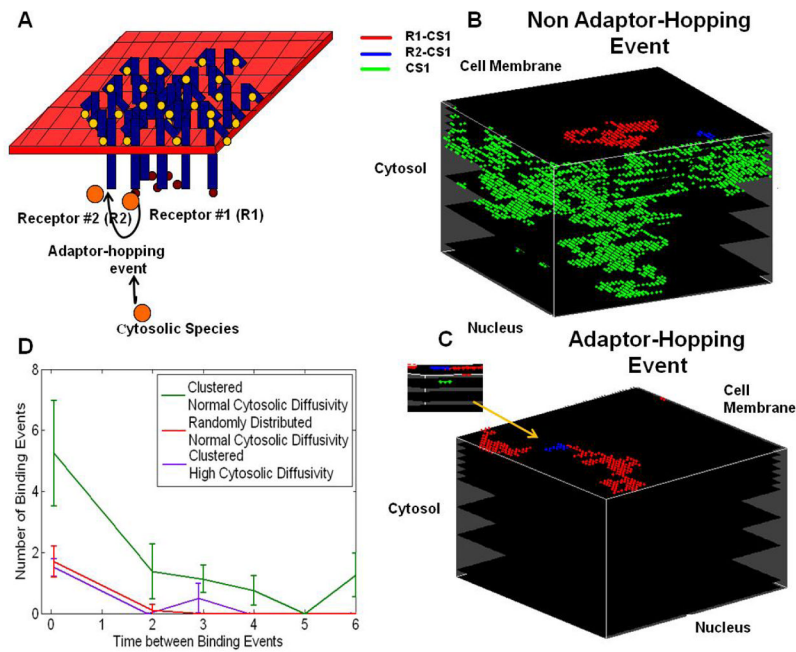 A
Receptor #2 (R2)
Receptor #1 (R1)
Adaptor-hopping
event
Cytosolic Species
R1-CS1
R2-CS1
CS1
B
Non Adaptor-Hopping
Event
Cell Membrane
Cytosol
Nucleus
C
Adaptor-Hopping
Event
Cell
Membrane
Cytosol
Nucleus
D
Number of Binding Events
8
6
4
2
0
Clustered
Normal Cytosolic Diffusivity
Randomly Distributed
Normal Cytosolic Diffusivity
Clustered
High Cytosolic Diffusivity
0 1 2 3 4 5 6
Time between Binding Events